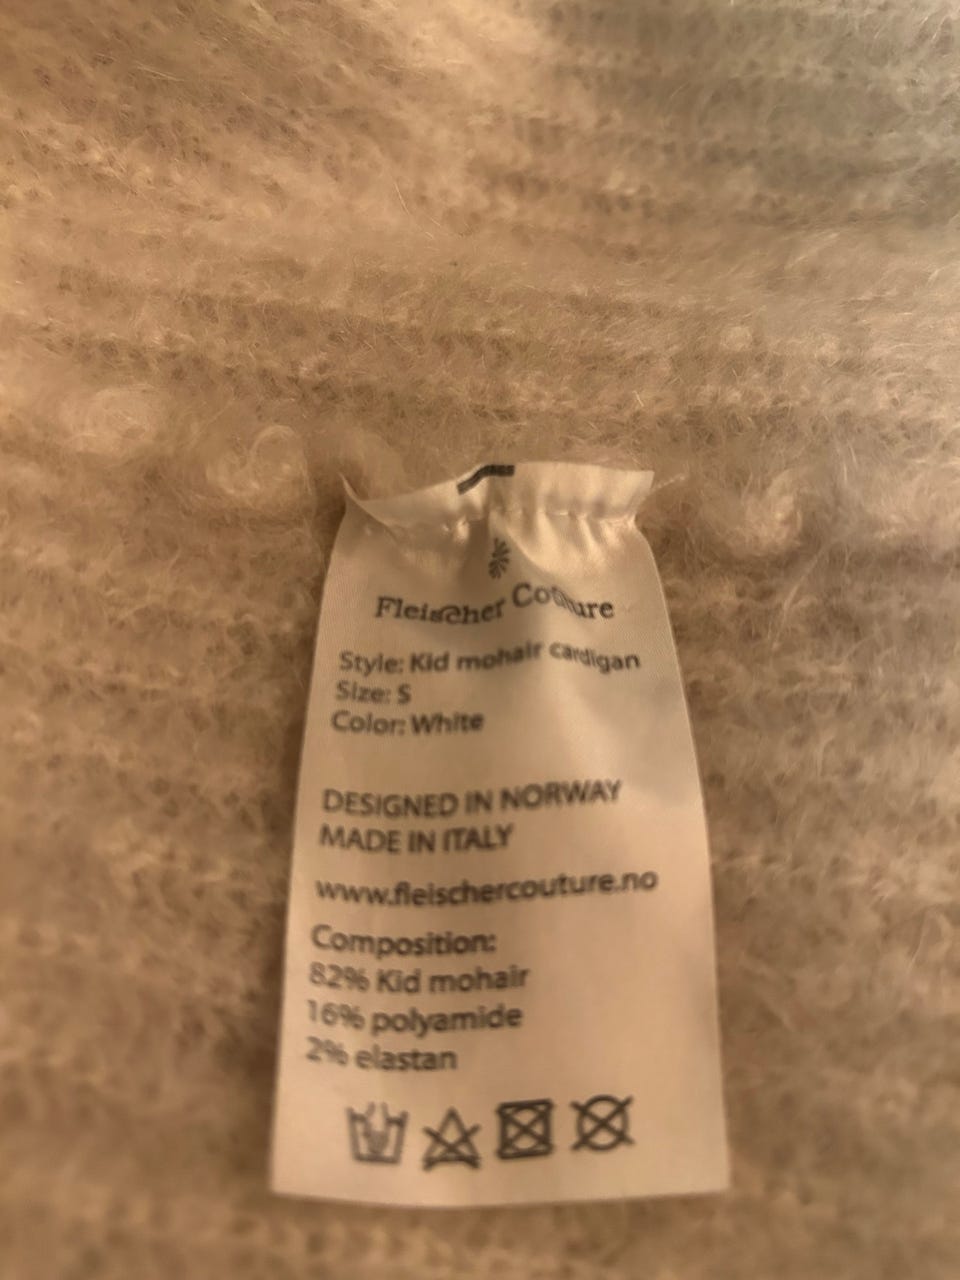 Fleischer Couture
Style: Kid mohair cardigan
Size: S
Color: White
DESIGNED IN NORWAY
MADE IN ITALY
www.fleischercouture.no
Composition:
82% Kid mohair
16% polyamide
2% elastan